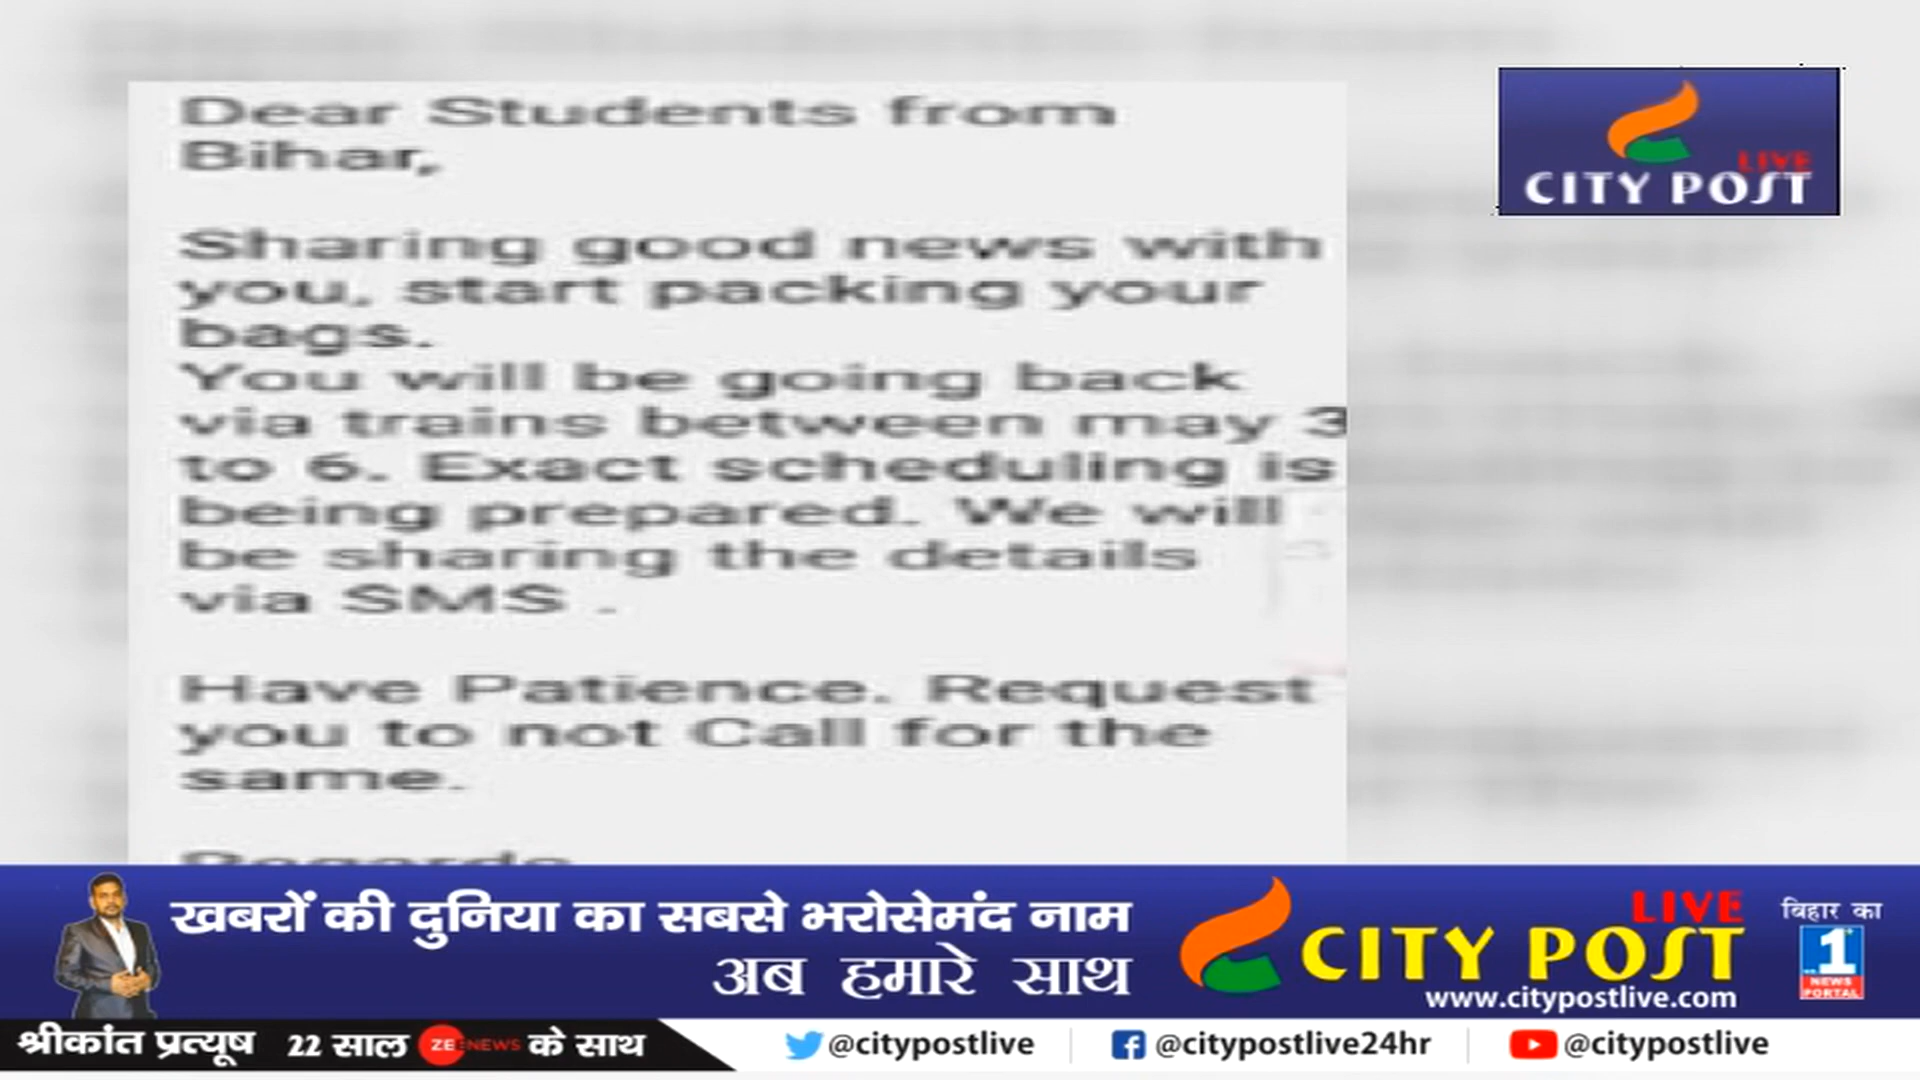 Dear Students from
Bihar,
Sharing good news with
you, start packing your
bags.
You will be going back
via trains between may 3
to 6. Exact scheduling is
being prepared. We will
be sharing the details
via SMS .
Have Patience. Request
you to not Call for the
same.
LIVE
CITY POST
खबरों की दुनिया का सबसे भरोसेमंद नाम
अब हमारे साथ
LIVE
CITY POST
www.citypostlive.com
बिहार का
1
NEWS
PORTAL
श्रीकांत प्रत्यूष 22 साल ZEE NEWS के साथ
@citypostlive
@citypostlive24hr
@citypostlive